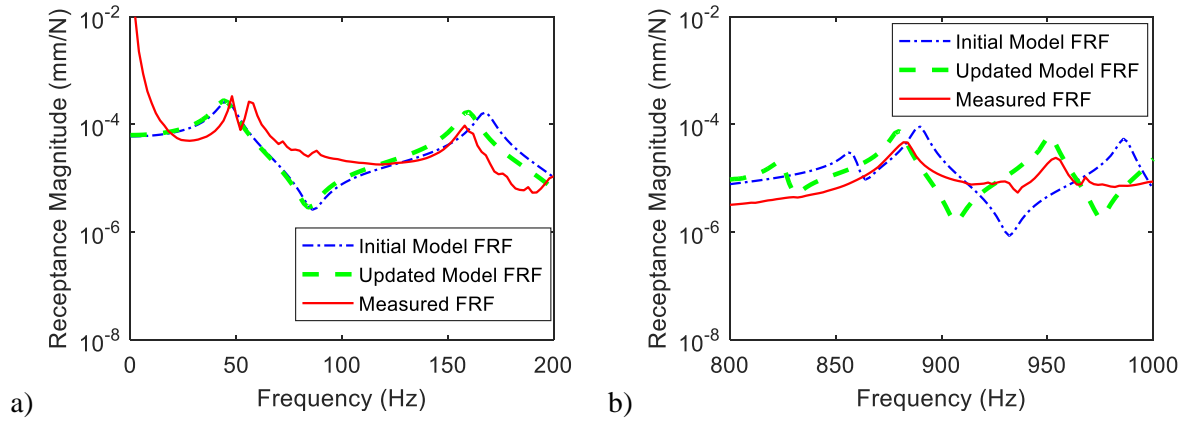 10^-2
10^-4
10^-6
10^-8
Receptance Magnitude (mm/N)
Initial Model FRF
Updated Model FRF
Measured FRF
0 50 100 150 200
Frequency (Hz)
a)
10^-2
10^-4
10^-6
10^-8
Receptance Magnitude (mm/N)
Initial Model FRF
Updated Model FRF
Measured FRF
800 850 900 950 1000
Frequency (Hz)
b)